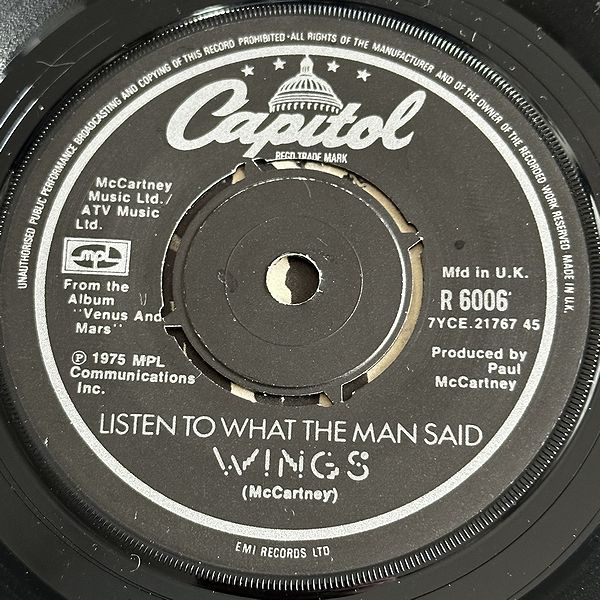 UNAUTHORISED PUBLIC PERFORMANCE BROADCASTING AND COPYING OF THIS RECORD PROHIBITED · ALL RIGHTS OF THE MANUFACTURER AND OF THE OWNER OF THE RECORDED WORK RESERVED MADE IN U.K.
Capitol
REGD. TRADE MARK
McCartney
Music Ltd./
ATV Music
Ltd.
mpl
From the
Album
"Venus And
Mars"
℗ 1975 MPL
Communications
Inc.
Mfd in U.K.
R 6006
7YCE.21767 45
Produced by
Paul
McCartney
LISTEN TO WHAT THE MAN SAID
WINGS
(McCartney)
EMI RECORDS LTD